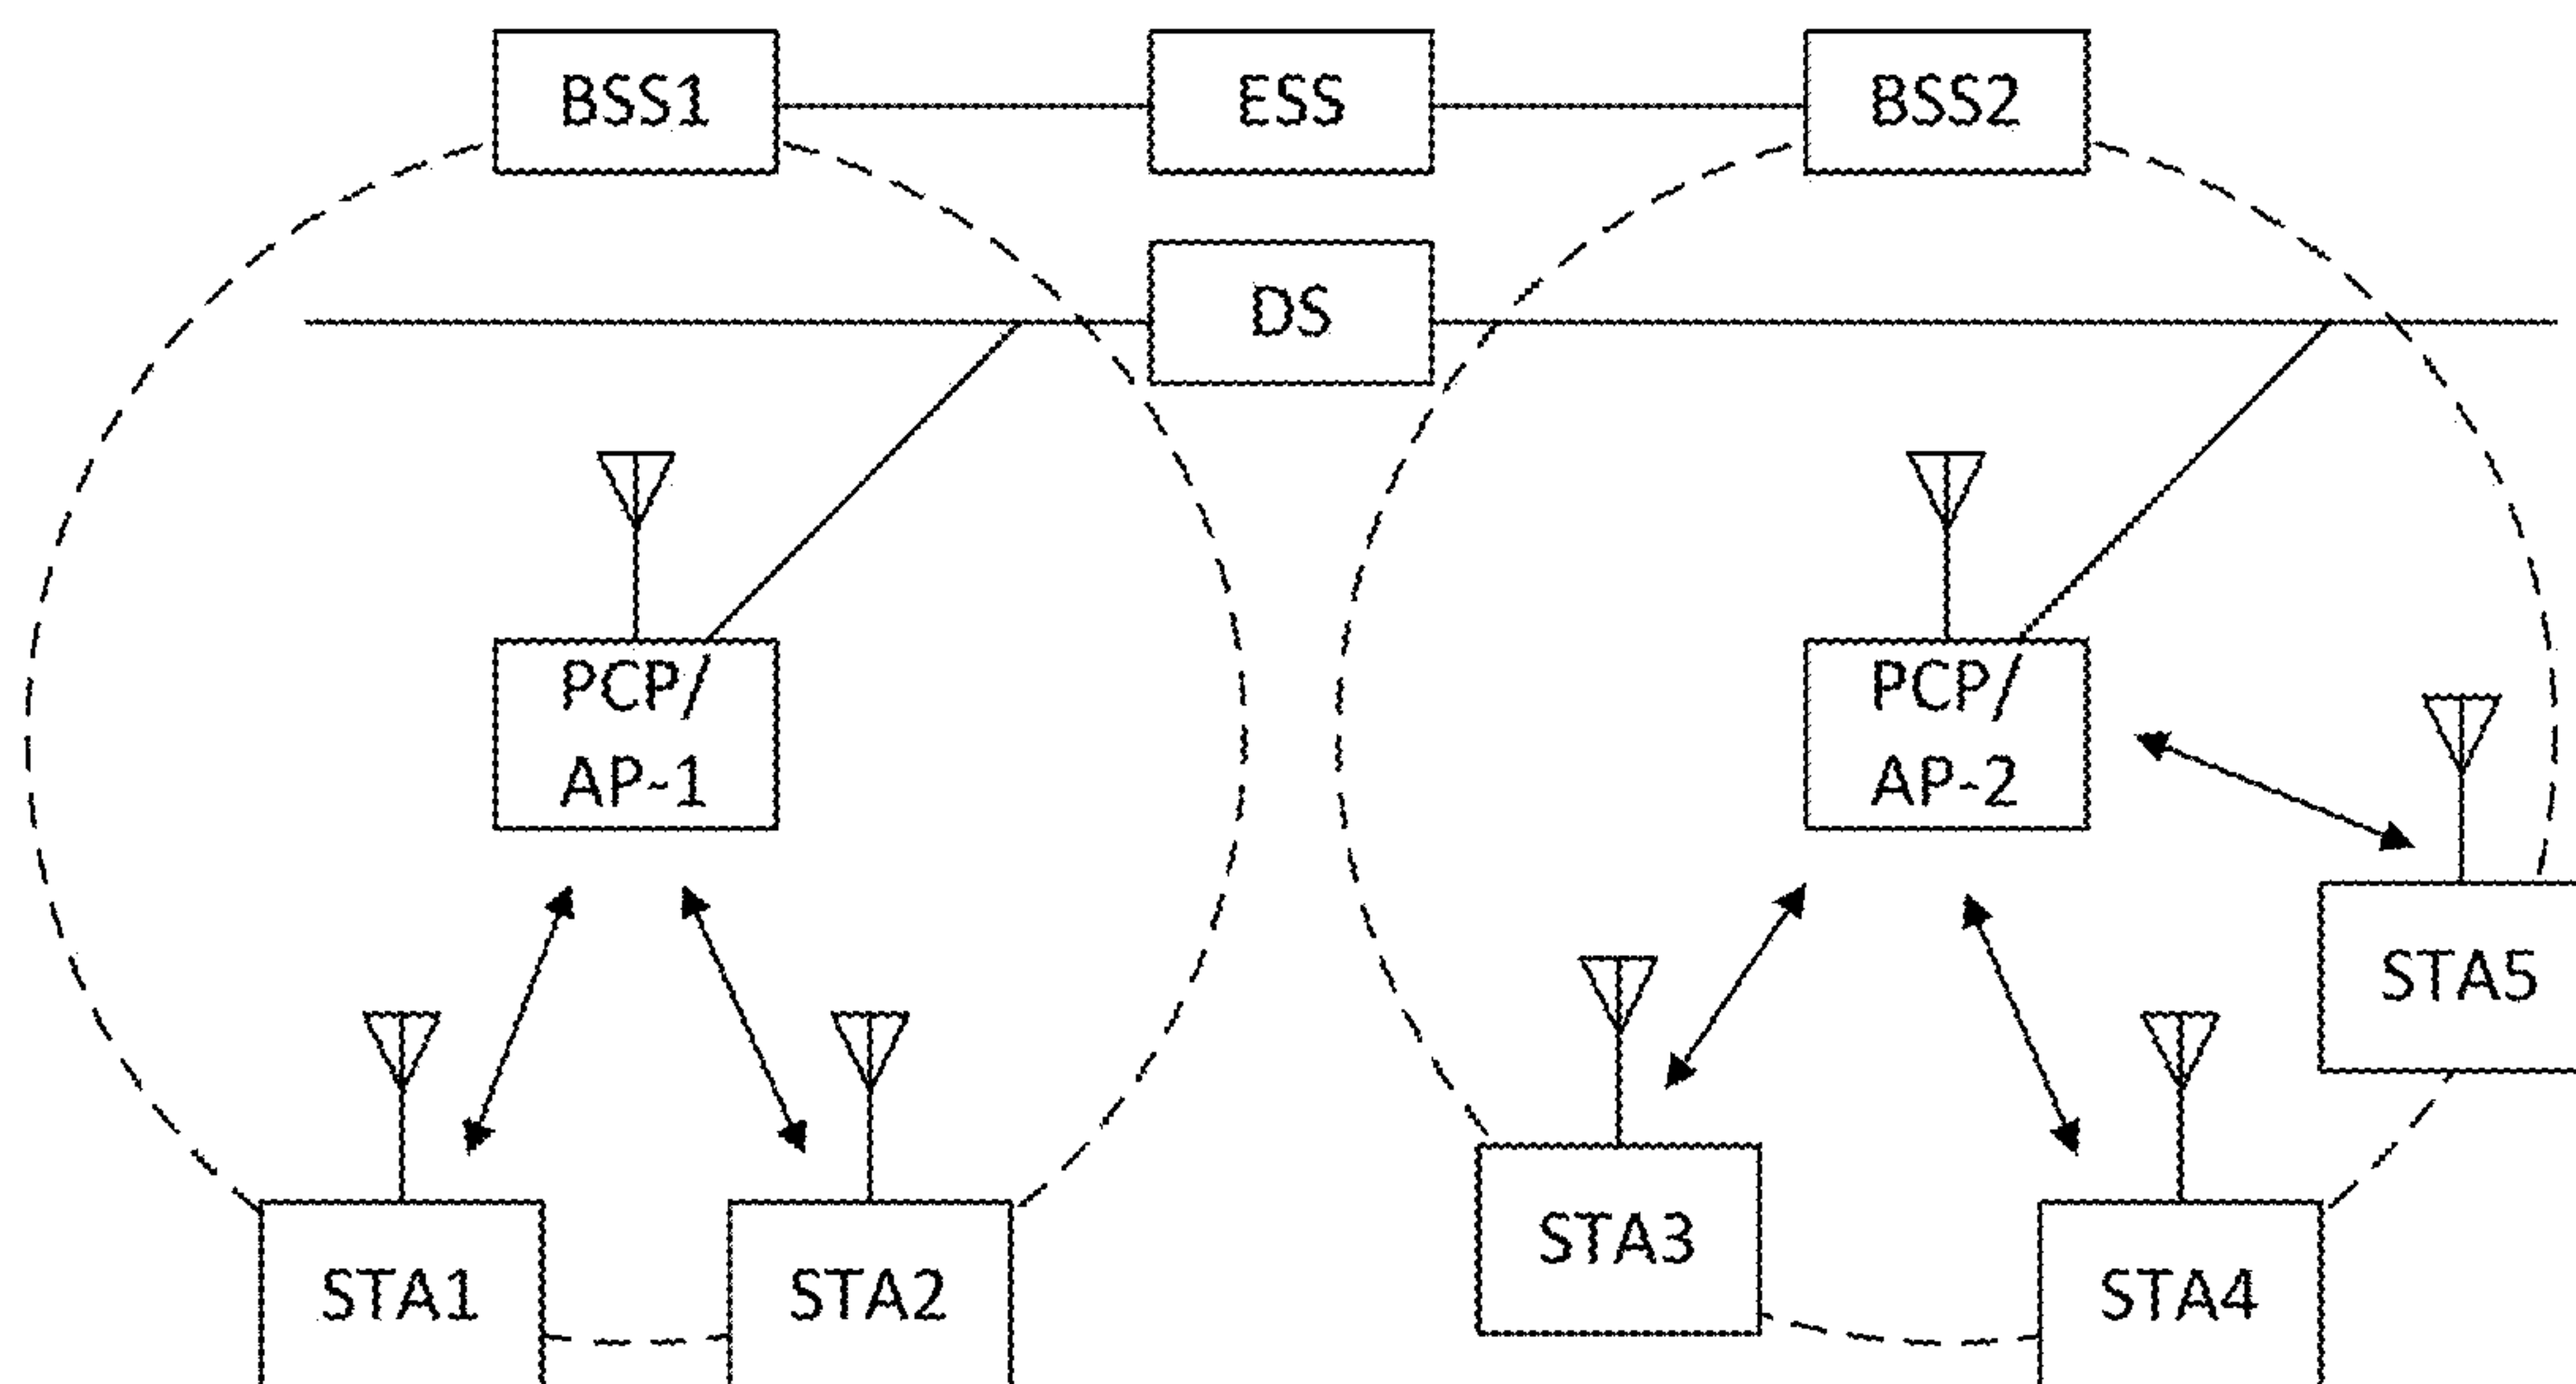 BSS1
ESS
BSS2
DS
PCP/
AP-1
PCP/
AP-2
STA5
STA3
STA1
STA2
STA4